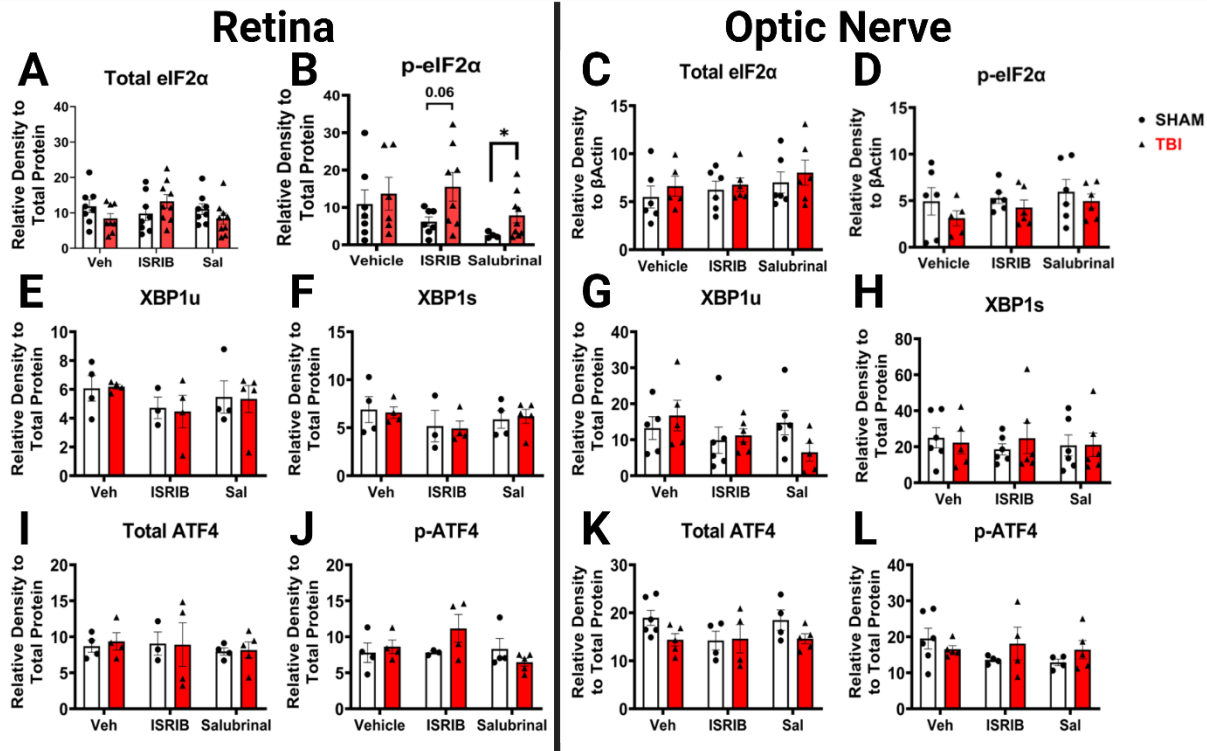 Retina
Optic Nerve
A
Total eIF2α
Relative Density to
Total Protein
40
30
20
10
0
Veh
ISRIB
Sal
B
p-eIF2α
Relative Density to
Total Protein
40
30
20
10
0
0.06
*
Vehicle
ISRIB
Salubrinal
C
Total eIF2α
Relative Density
to βActin
15
10
5
0
Vehicle
ISRIB
Salubrinal
D
p-eIF2α
Relative Density
to βActin
15
10
5
0
Vehicle
ISRIB
Salubrinal
SHAM
TBI
E
XBP1u
Relative Density to
Total Protein
10
8
6
4
2
0
Veh
ISRIB
Sal
F
XBP1s
Relative Density to
Total Protein
15
10
5
0
Veh
ISRIB
Sal
G
XBP1u
Relative Density to
Total Protein
40
30
20
10
0
Veh
ISRIB
Sal
H
XBP1s
Relative Density to
Total Protein
80
60
40
20
0
Veh
ISRIB
Sal
I
Total ATF4
Relative Density to
Total Protein
20
15
10
5
0
Veh
ISRIB
Salubrinal
J
p-ATF4
Relative Density to
Total Protein
20
15
10
5
0
Vehicle
ISRIB
Salubrinal
K
Total ATF4
Relative Density
to Total Protein
30
20
10
0
Veh
ISRIB
Sal
L
p-ATF4
Relative Density
to Total Protein
40
30
20
10
0
Veh
ISRIB
Sal